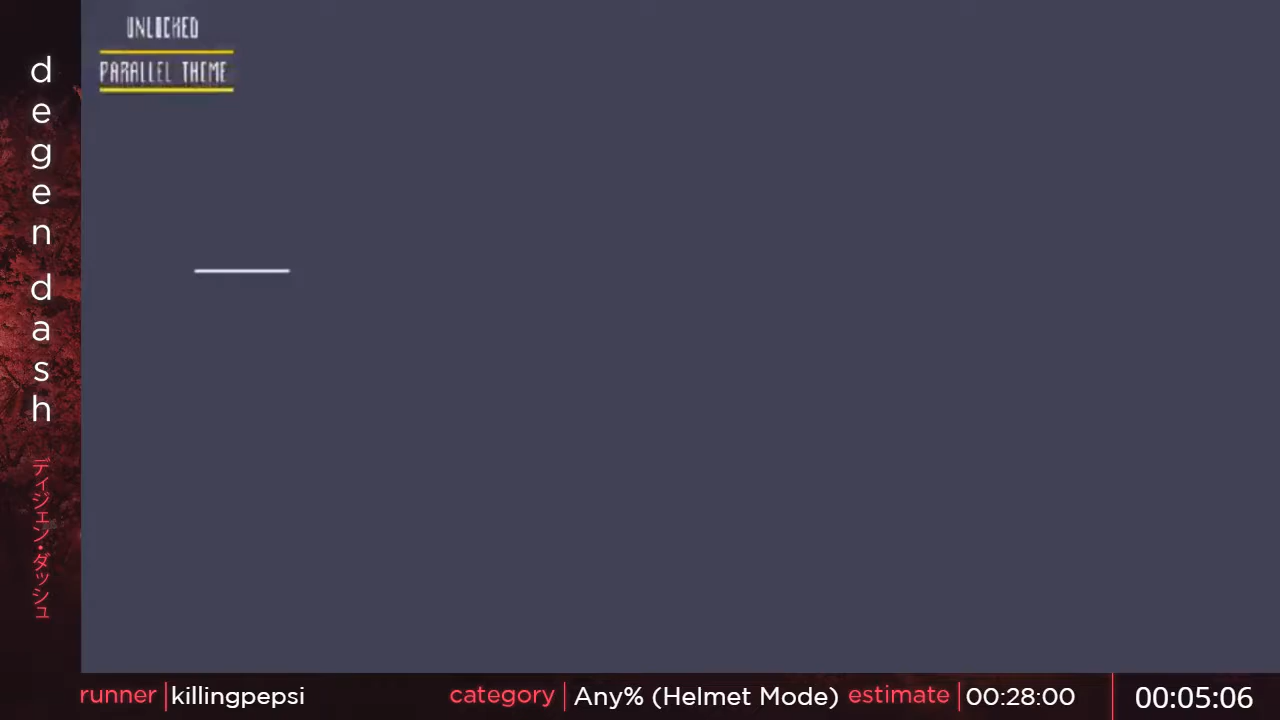 UNLOCKED
PARALLEL THEME
degen dash
ディジェン・ダッシュ
runner killingpepsi category Any% (Helmet Mode) estimate 00:28:00 00:05:06